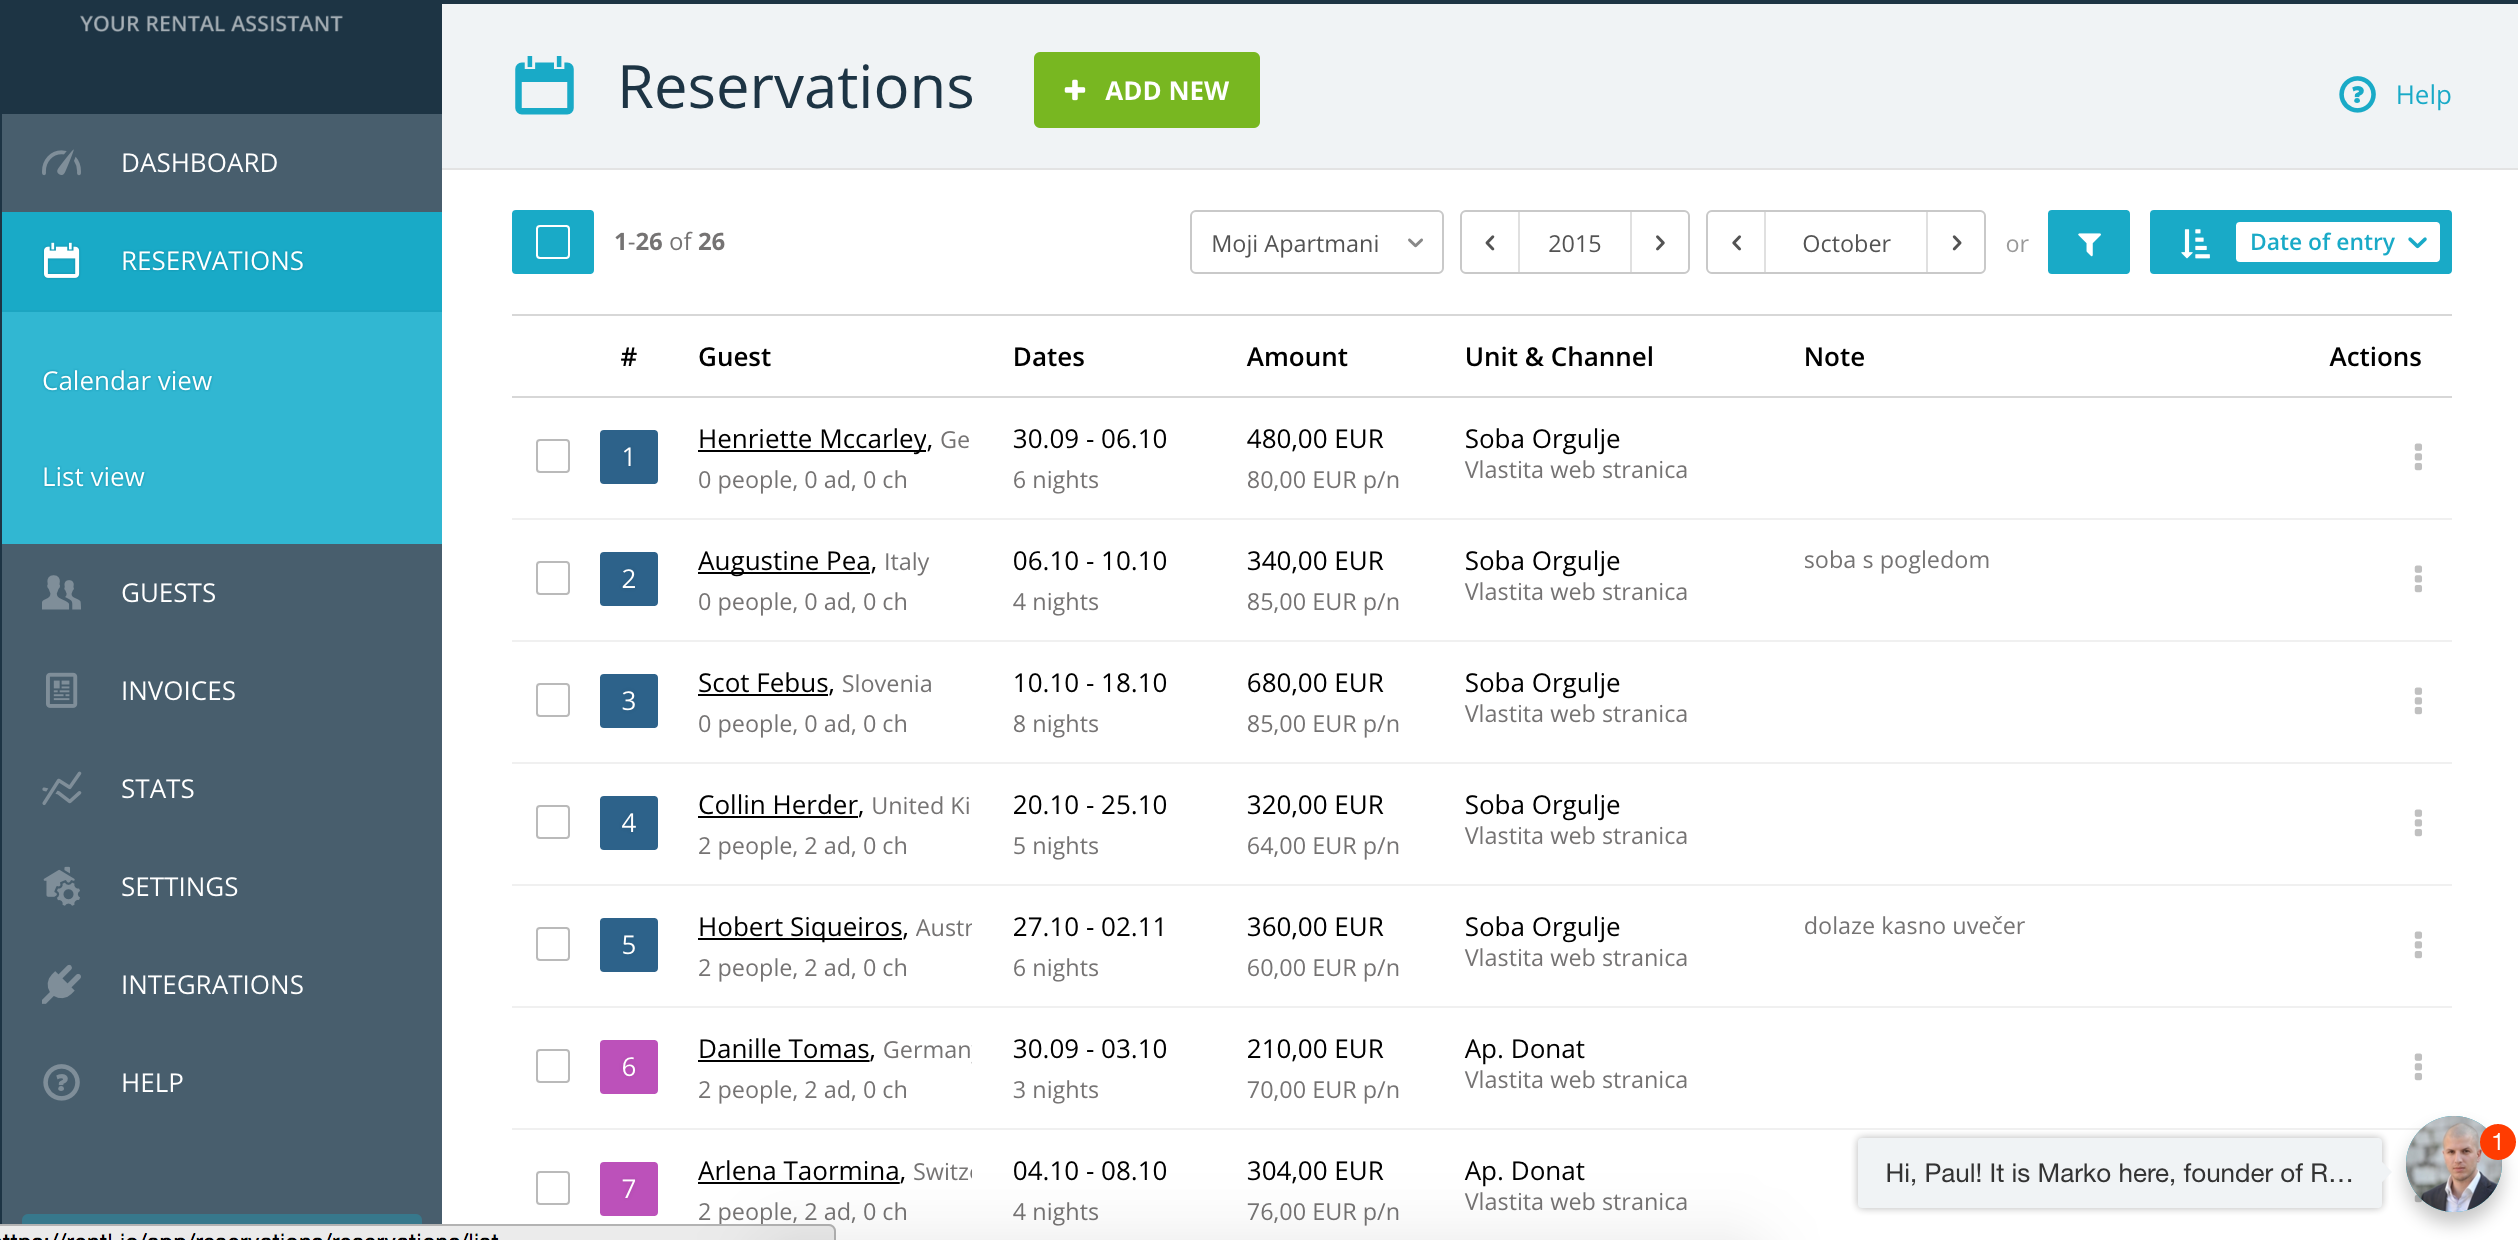 YOUR RENTAL ASSISTANT
DASHBOARD
RESERVATIONS
Calendar view
List view
GUESTS
INVOICES
STATS
SETTINGS
INTEGRATIONS
HELP
Reservations
+ ADD NEW
? Help
1-26 of 26
Moji Apartmani
2015
October
or
Date of entry
# Guest Dates Amount Unit & Channel Note Actions
1 Henriette Mccarley, Ge 30.09 - 06.10 480,00 EUR Soba Orgulje
0 people, 0 ad, 0 ch 6 nights 80,00 EUR p/n Vlastita web stranica
2 Augustine Pea, Italy 06.10 - 10.10 340,00 EUR Soba Orgulje soba s pogledom
0 people, 0 ad, 0 ch 4 nights 85,00 EUR p/n Vlastita web stranica
3 Scot Febus, Slovenia 10.10 - 18.10 680,00 EUR Soba Orgulje
0 people, 0 ad, 0 ch 8 nights 85,00 EUR p/n Vlastita web stranica
4 Collin Herder, United Ki 20.10 - 25.10 320,00 EUR Soba Orgulje
2 people, 2 ad, 0 ch 5 nights 64,00 EUR p/n Vlastita web stranica
5 Hobert Siqueiros, Austr 27.10 - 02.11 360,00 EUR Soba Orgulje dolaze kasno uvečer
2 people, 2 ad, 0 ch 6 nights 60,00 EUR p/n Vlastita web stranica
6 Danille Tomas, German 30.09 - 03.10 210,00 EUR Ap. Donat
2 people, 2 ad, 0 ch 3 nights 70,00 EUR p/n Vlastita web stranica
7 Arlena Taormina, Switz 04.10 - 08.10 304,00 EUR Ap. Donat
2 people, 2 ad, 0 ch 4 nights 76,00 EUR p/n Vlastita web stranica
Hi, Paul! It is Marko here, founder of R...
1